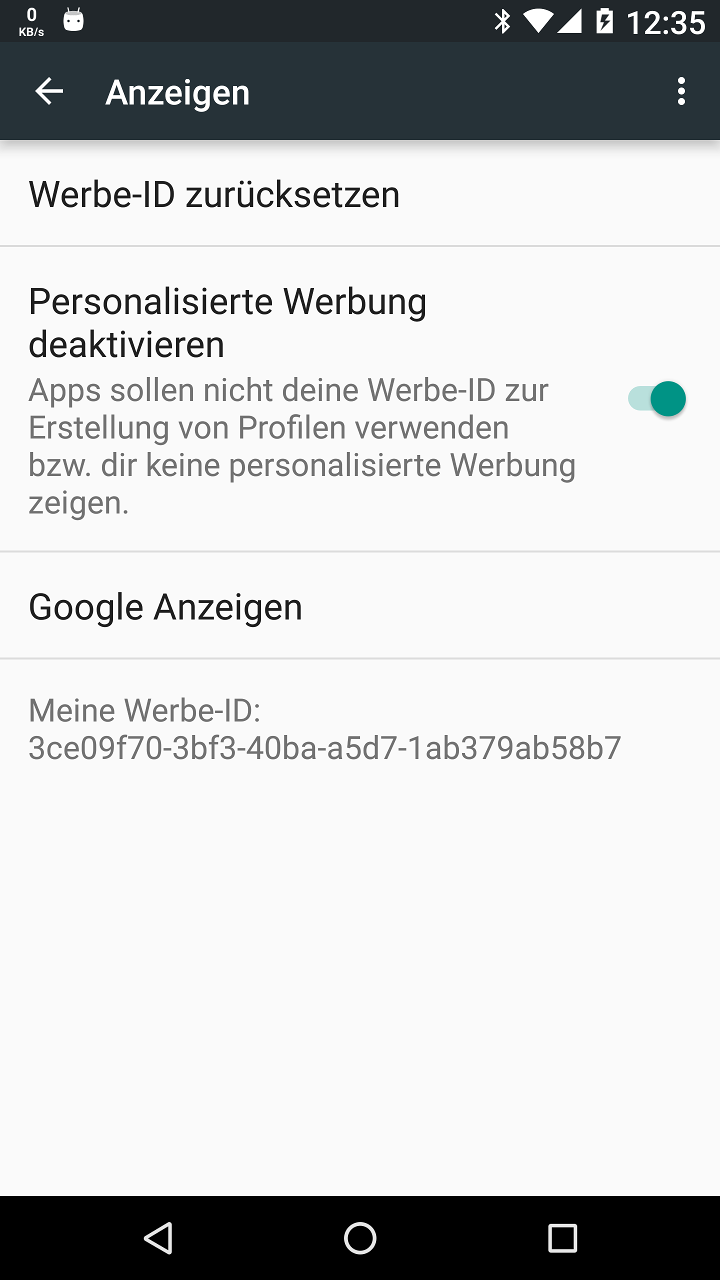 0
KB/s
12:35
Anzeigen
Werbe-ID zurücksetzen
Personalisierte Werbung
deaktivieren
Apps sollen nicht deine Werbe-ID zur
Erstellung von Profilen verwenden
bzw. dir keine personalisierte Werbung
zeigen.
Google Anzeigen
Meine Werbe-ID:
3ce09f70-3bf3-40ba-a5d7-1ab379ab58b7